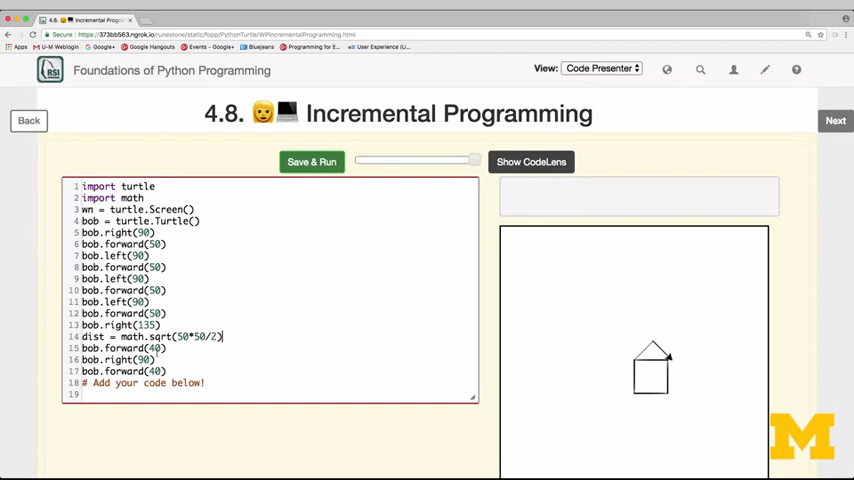 4.8. 👩💻 Incremental Progra
Secure https://373bb563.ngrok.io/runestone/static/fopp/PythonTurtle/WPIncrementalProgramming.html
Apps U-M Weblogin Google+ Google Hangouts Events - Google+ Bluejeans Programming for E... User Experience (U...
RSI Foundations of Python Programming View: Code Presenter
Back 4.8. 👩💻 Incremental Programming Next
Save & Run Show CodeLens
1 import turtle
2 import math
3 wn = turtle.Screen()
4 bob = turtle.Turtle()
5 bob.right(90)
6 bob.forward(50)
7 bob.left(90)
8 bob.forward(50)
9 bob.left(90)
10 bob.forward(50)
11 bob.left(90)
12 bob.forward(50)
13 bob.right(135)
14 dist = math.sqrt(50*50/2)
15 bob.forward(40)
16 bob.right(90)
17 bob.forward(40)
18 # Add your code below!
19
M